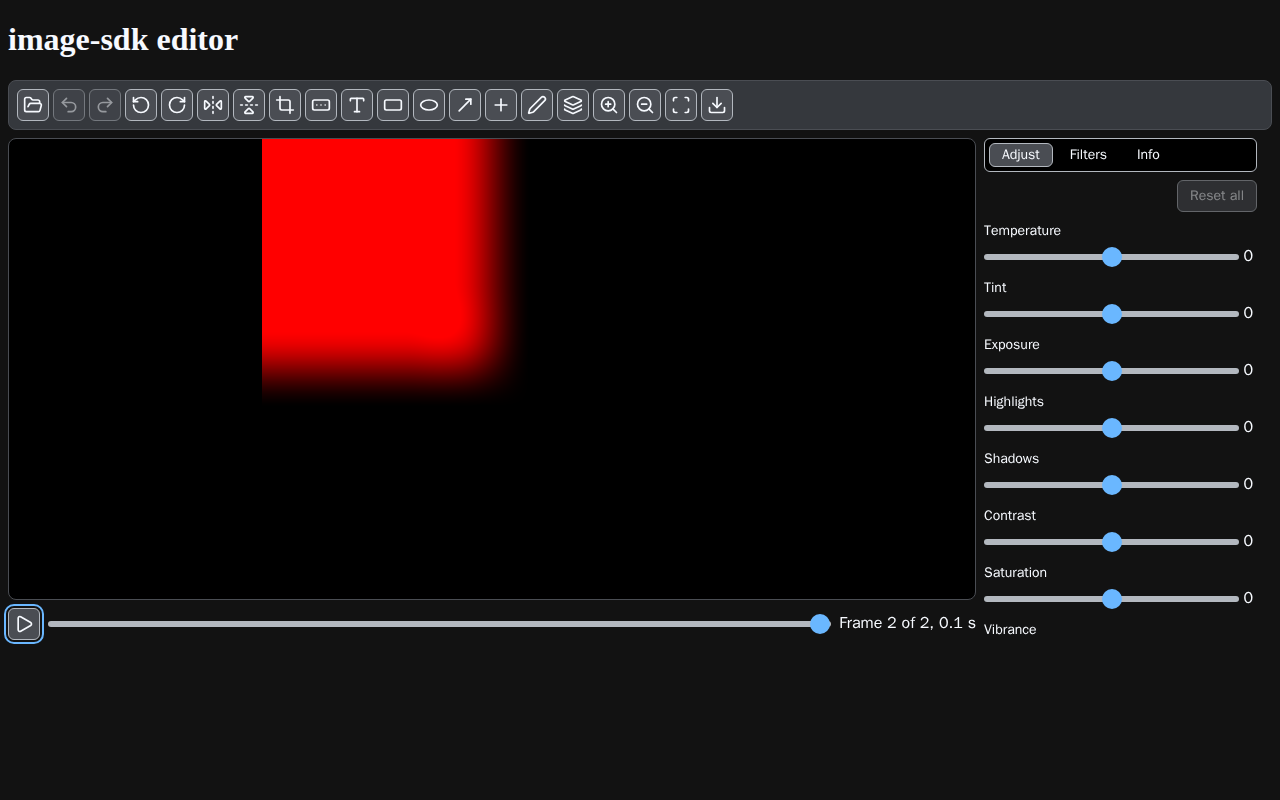 image-sdk editor
Adjust Filters Info
Reset all
Temperature
0
Tint
0
Exposure
0
Highlights
0
Shadows
0
Contrast
0
Saturation
0
Vibrance
Frame 2 of 2, 0.1 s